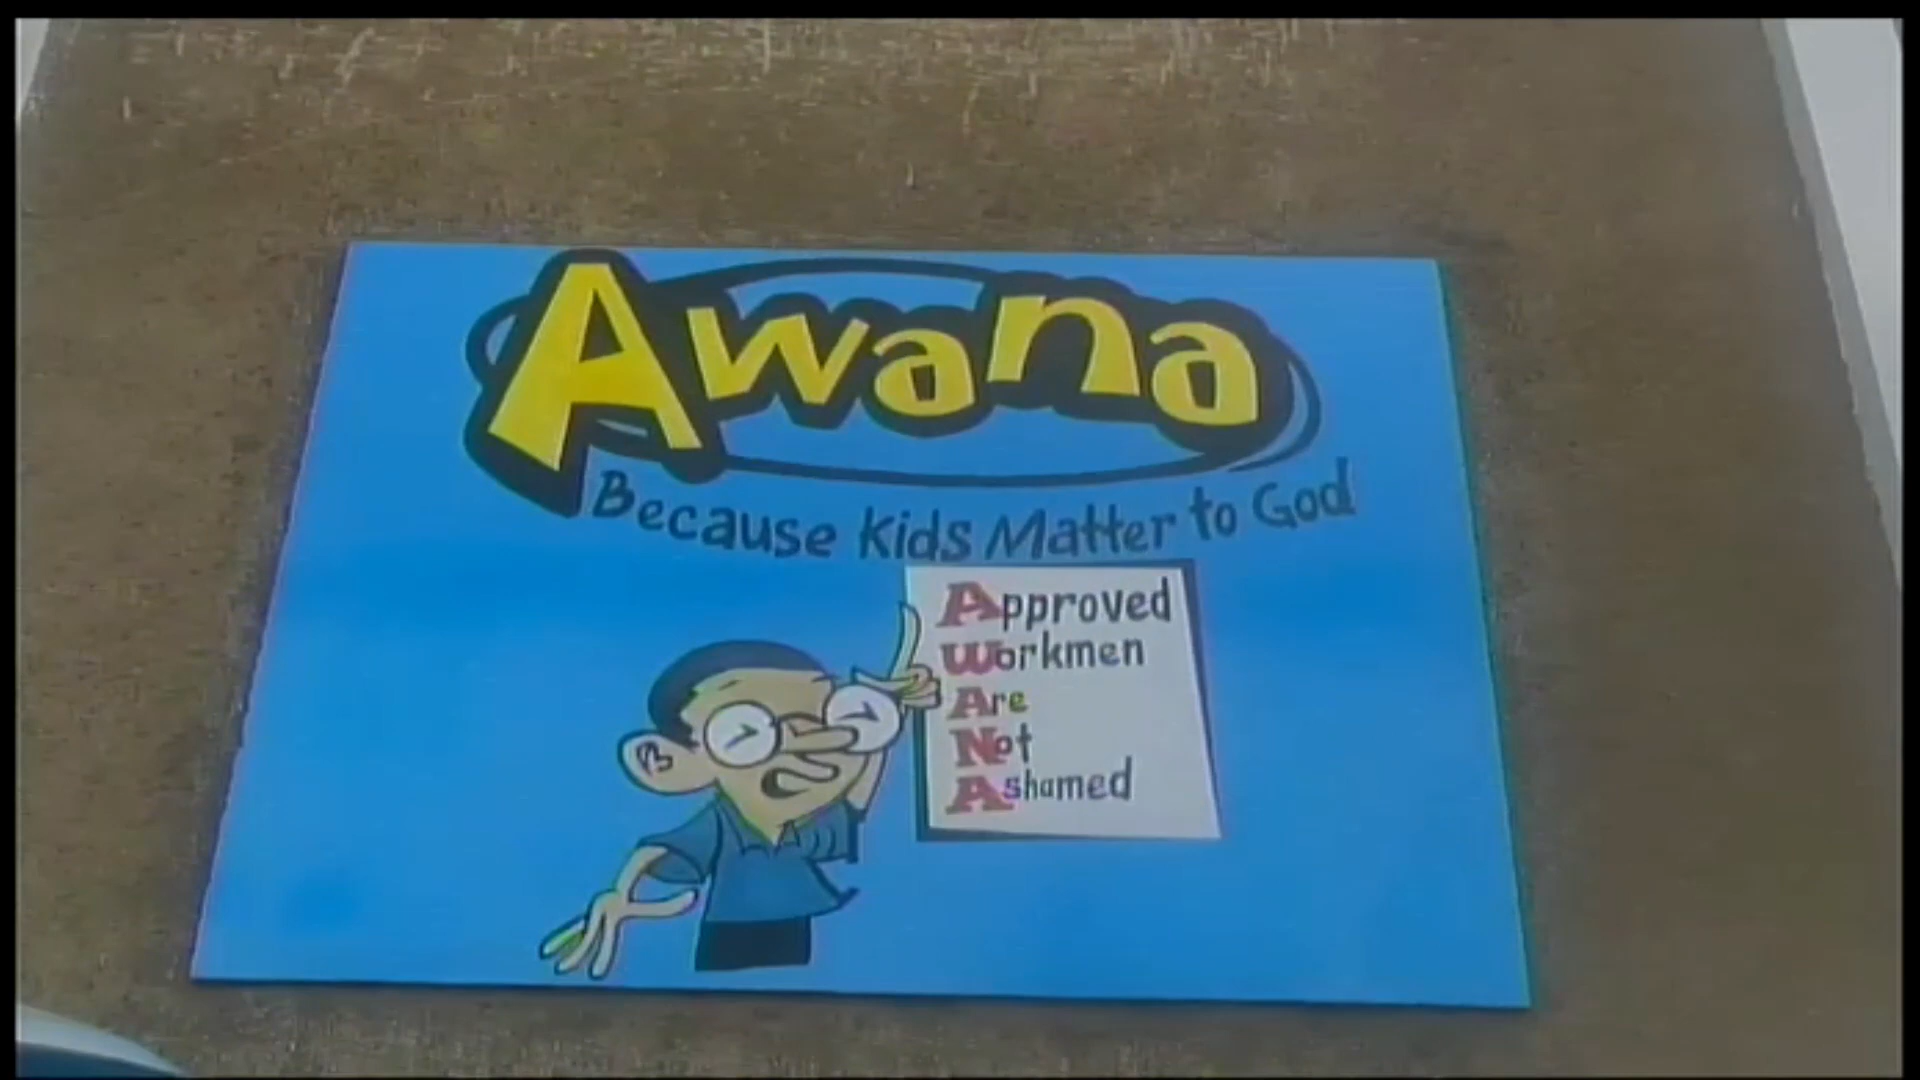 Awana
Because Kids Matter to God
Approved
Workmen
Are
Not
Ashamed